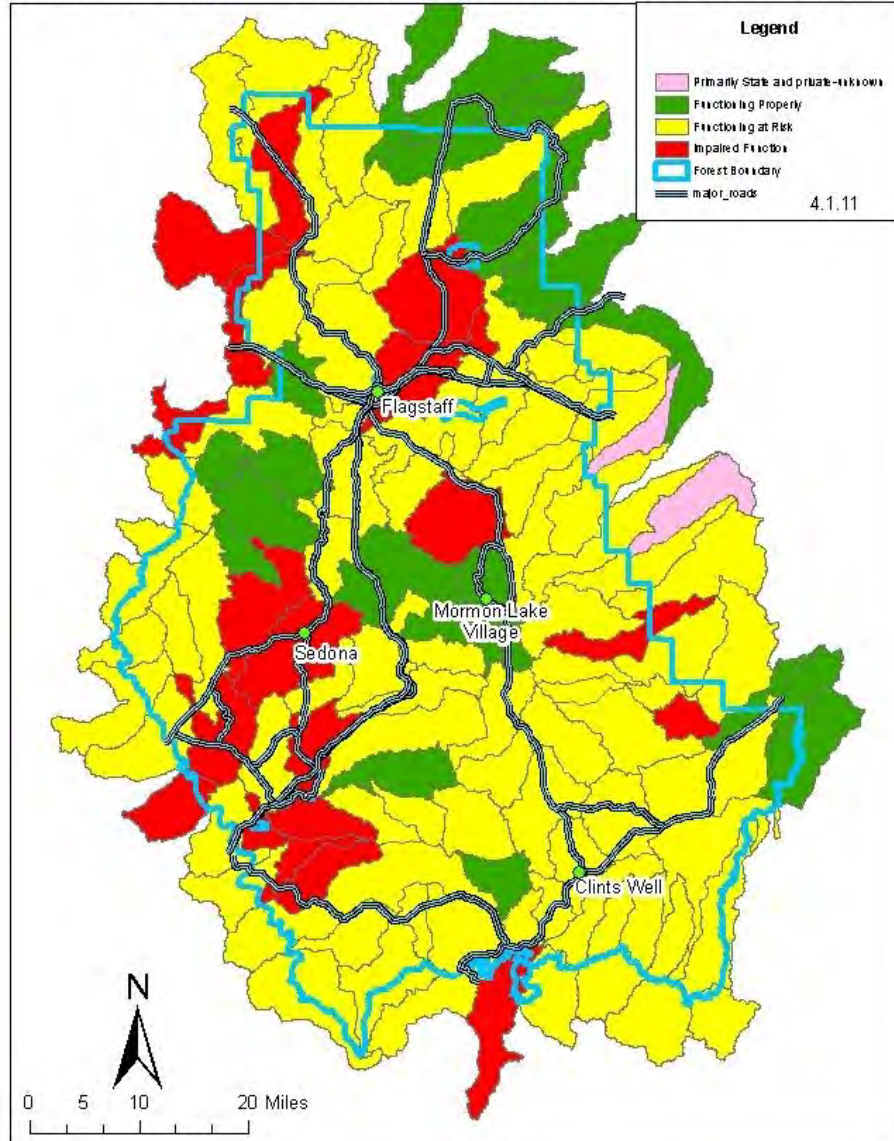 Legend
Primarily State and private-unknown
Functioning Properly
Functioning at Risk
Impaired Function
Forest Boundary
major_roads
4.1.11
Flagstaff
Mormon Lake
Village
Sedona
Clints Well
N
0 5 10 20 Miles